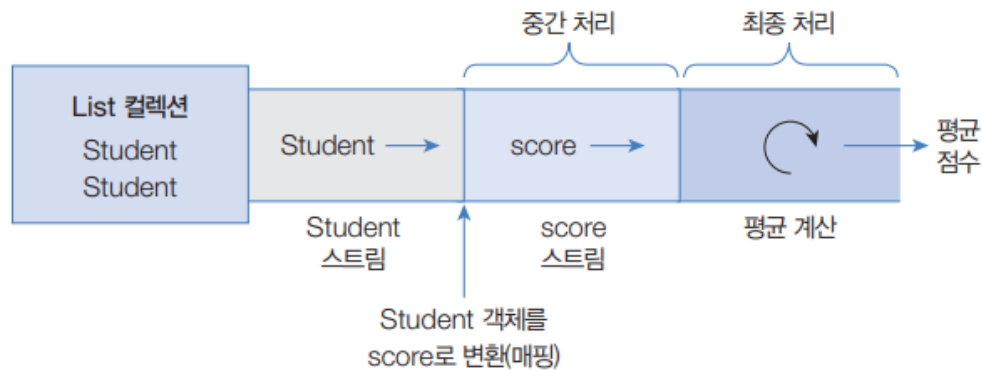 중간 처리
최종 처리
List 컬렉션
Student
Student
Student
score
평균
점수
Student
스트림
score
스트림
평균 계산
Student 객체를
score로 변환(매핑)